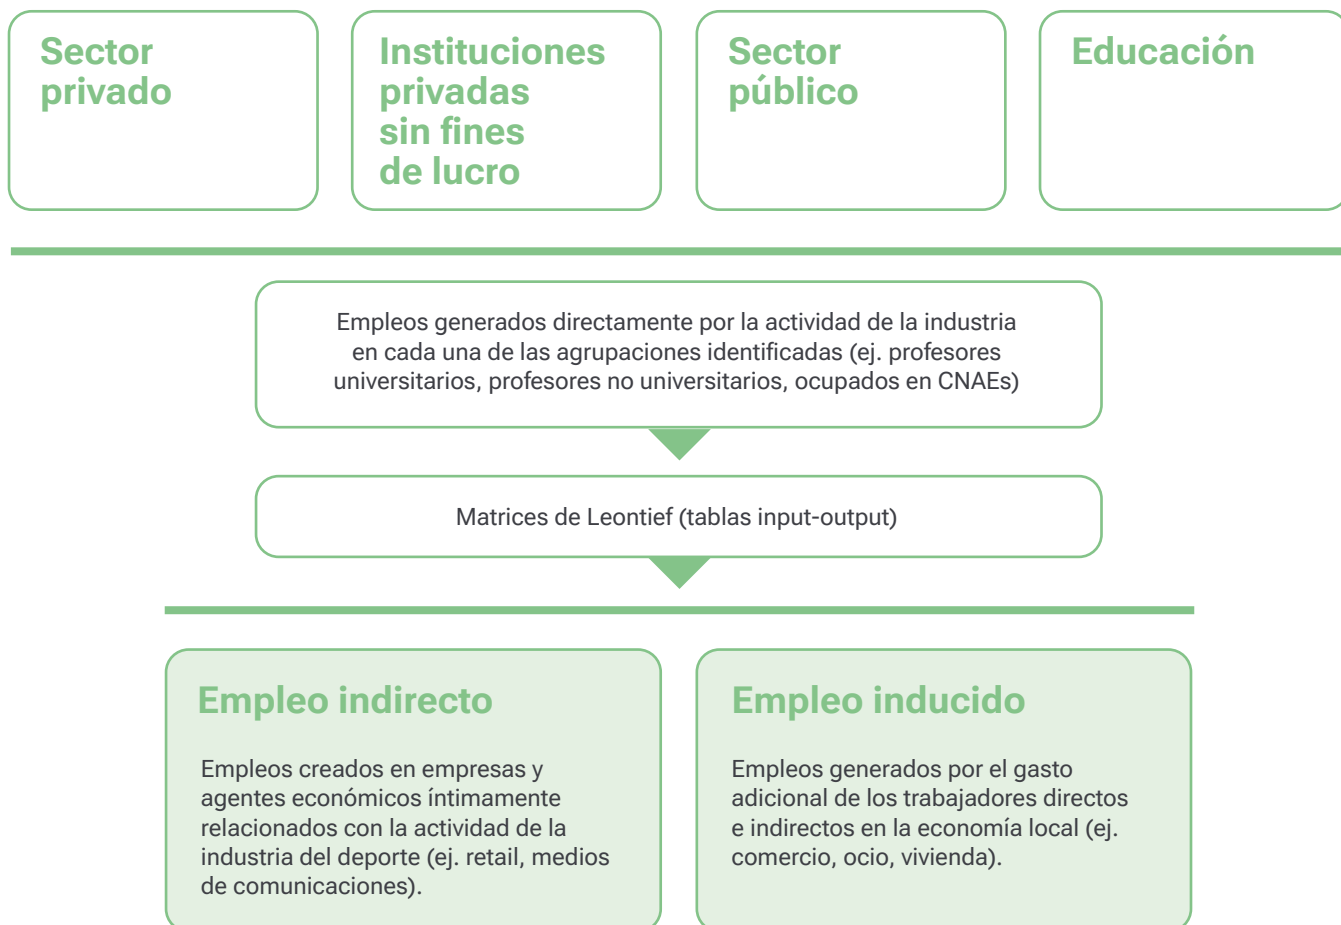 Sector
privado
Instituciones
privadas
sin fines
de lucro
Sector
público
Educación
Empleos generados directamente por la actividad de la industria
en cada una de las agrupaciones identificadas (ej. profesores
universitarios, profesores no universitarios, ocupados en CNAEs)
Matrices de Leontief (tablas input-output)
Empleo indirecto
Empleos creados en empresas y
agentes económicos íntimamente
relacionados con la actividad de la
industria del deporte (ej. retail, medios
de comunicaciones).
Empleo inducido
Empleos generados por el gasto
adicional de los trabajadores directos
e indirectos en la economía local (ej.
comercio, ocio, vivienda).